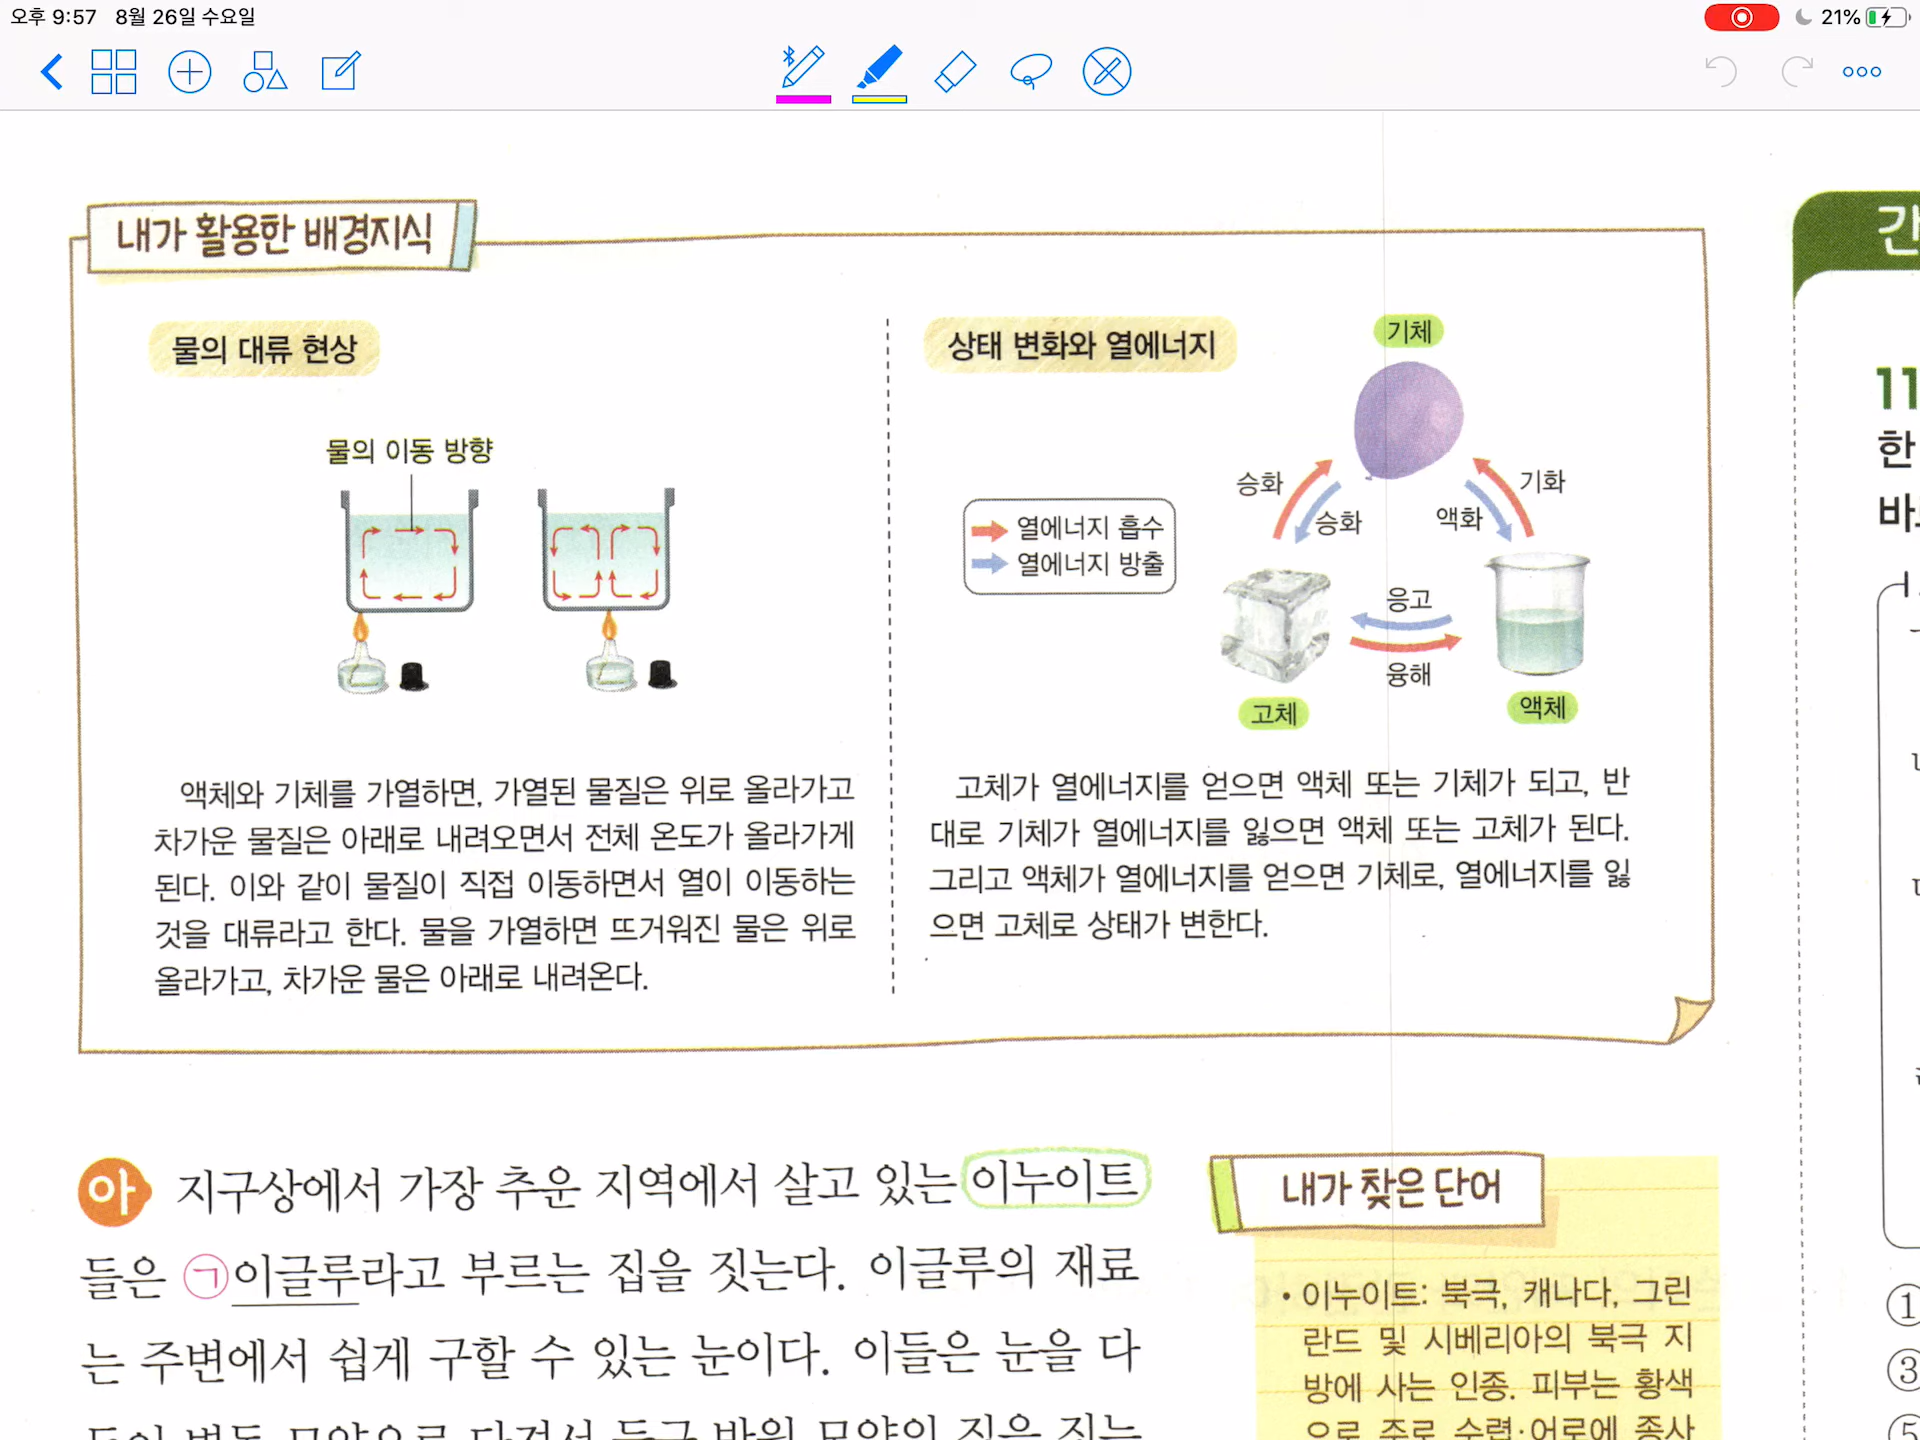 오후 9:57 8월 26일 수요일
21%
내가 활용한 배경지식
물의 대류 현상
물의 이동 방향
액체와 기체를 가열하면, 가열된 물질은 위로 올라가고
차가운 물질은 아래로 내려오면서 전체 온도가 올라가게
된다. 이와 같이 물질이 직접 이동하면서 열이 이동하는
것을 대류라고 한다. 물을 가열하면 뜨거워진 물은 위로
올라가고, 차가운 물은 아래로 내려온다.
상태 변화와 열에너지
기체
승화
승화
기화
액화
열에너지 흡수
열에너지 방출
응고
융해
고체
액체
고체가 열에너지를 얻으면 액체 또는 기체가 되고, 반
대로 기체가 열에너지를 잃으면 액체 또는 고체가 된다.
그리고 액체가 열에너지를 얻으면 기체로, 열에너지를 잃
으면 고체로 상태가 변한다.
아 지구상에서 가장 추운 지역에서 살고 있는 이누이트
들은 ㉠이글루라고 부르는 집을 짓는다. 이글루의 재료
는 주변에서 쉽게 구할 수 있는 눈이다. 이들은 눈을 다
내가 찾은 단어
• 이누이트: 북극, 캐나다, 그린
란드 및 시베리아의 북극 지
방에 사는 인종. 피부는 황색
으로 주로 수렵·어로에 종사
간
11
한
①
③
⑤